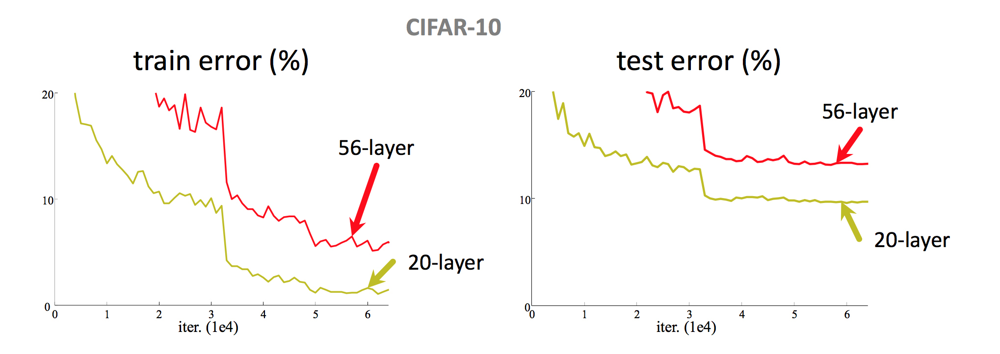 CIFAR-10
train error (%)
20
10
0
0 1 2 3 4 5 6
iter. (1e4)
56-layer
20-layer
test error (%)
20
10
0
0 1 2 3 4 5 6
iter. (1e4)
56-layer
20-layer